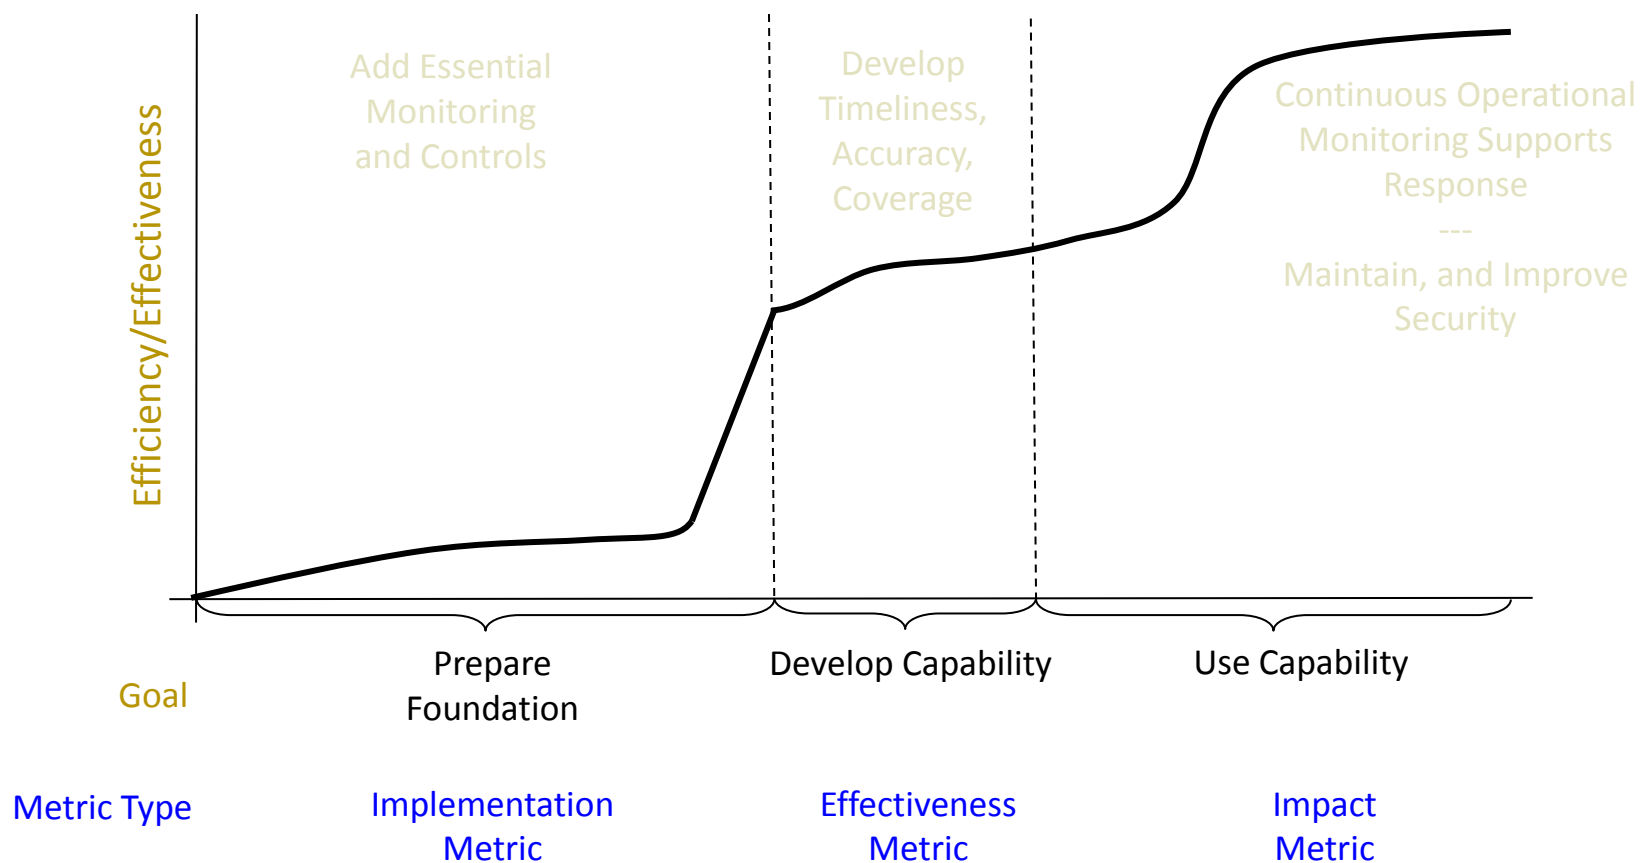 Add Essential
Monitoring
and Controls
Develop
Timeliness,
Accuracy,
Coverage
Continuous Operational
Monitoring Supports
Response
---
Maintain, and Improve
Security
Efficiency/Effectiveness
Goal
Prepare
Foundation
Develop Capability
Use Capability
Metric Type
Implementation
Metric
Effectiveness
Metric
Impact
Metric